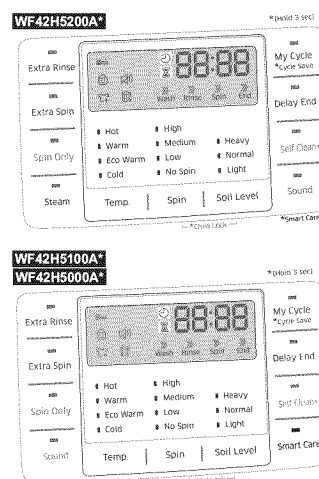 WF42H5200A*
*(Hold 3 sec)
Extra Rinse
Extra Spin
Spin Only
Steam
88:88
Wash Rinse Spin End
Hot
Warm
Eco Warm
Cold
High
Medium
Low
No Spin
Heavy
Normal
Light
Temp. Spin Soil Level
*Child Lock
My Cycle
*Cycle Save
Delay End
Self Clean+
Sound
*Smart Care
WF42H5100A*
WF42H5000A*
*(Hold 3 sec)
Extra Rinse
Extra Spin
Spin Only
Sound
88:88
Wash Rinse Spin End
Hot
Warm
Eco Warm
Cold
High
Medium
Low
No Spin
Heavy
Normal
Light
Temp. Spin Soil Level
My Cycle
*Cycle Save
Delay End
Self Clean+
Smart Care